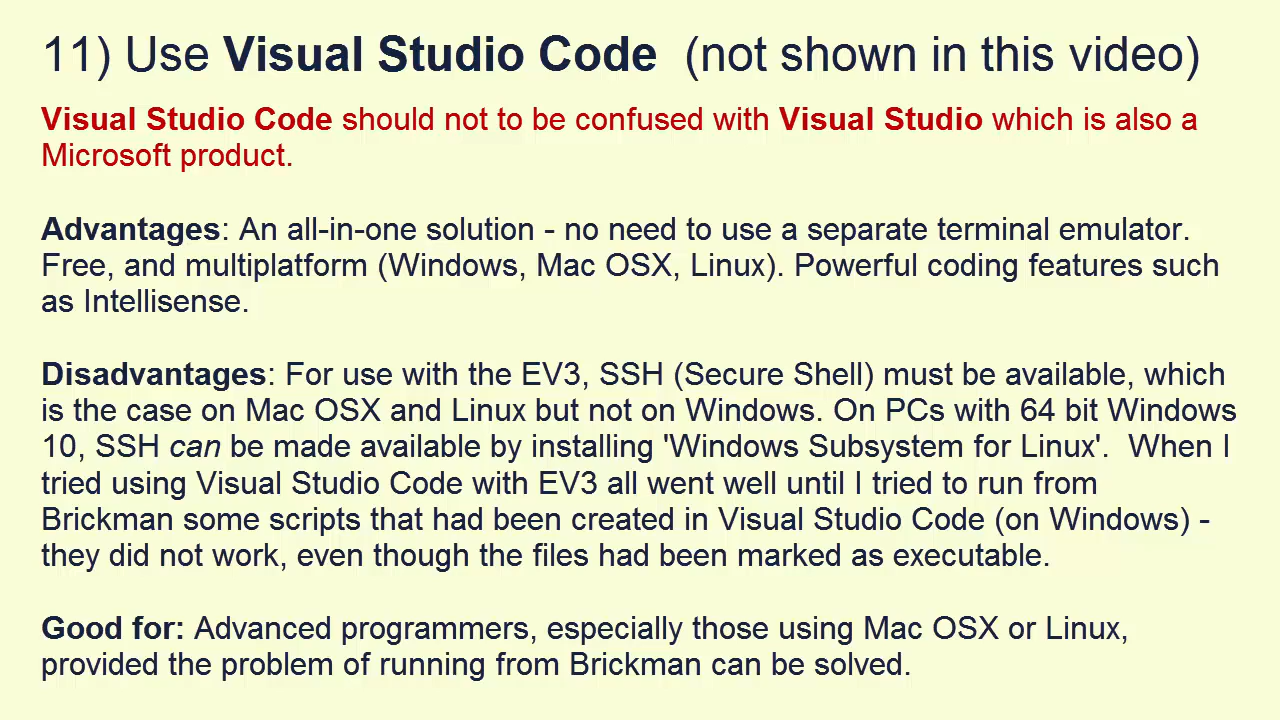 11) Use Visual Studio Code (not shown in this video)
Visual Studio Code should not to be confused with Visual Studio which is also a
Microsoft product.
Advantages: An all-in-one solution - no need to use a separate terminal emulator.
Free, and multiplatform (Windows, Mac OSX, Linux). Powerful coding features such
as Intellisense.
Disadvantages: For use with the EV3, SSH (Secure Shell) must be available, which
is the case on Mac OSX and Linux but not on Windows. On PCs with 64 bit Windows
10, SSH can be made available by installing 'Windows Subsystem for Linux'. When I
tried using Visual Studio Code with EV3 all went well until I tried to run from
Brickman some scripts that had been created in Visual Studio Code (on Windows) -
they did not work, even though the files had been marked as executable.
Good for: Advanced programmers, especially those using Mac OSX or Linux,
provided the problem of running from Brickman can be solved.